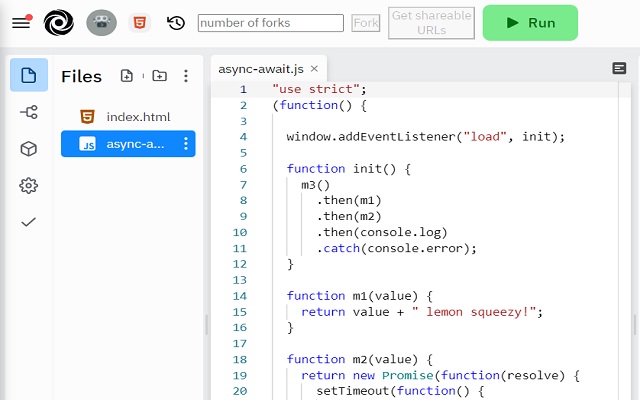 number of forks
Fork
Get shareable
URLs
Run
Files
index.html
JS async-a...
async-await.js
1 "use strict";
2 (function() {
3
4 window.addEventListener("load", init);
5
6 function init() {
7 m3()
8 .then(m1)
9 .then(m2)
10 .then(console.log)
11 .catch(console.error);
12 }
13
14 function m1(value) {
15 return value + " lemon squeezy!";
16 }
17
18 function m2(value) {
19 return new Promise(function(resolve) {
20 setTimeout(function() {